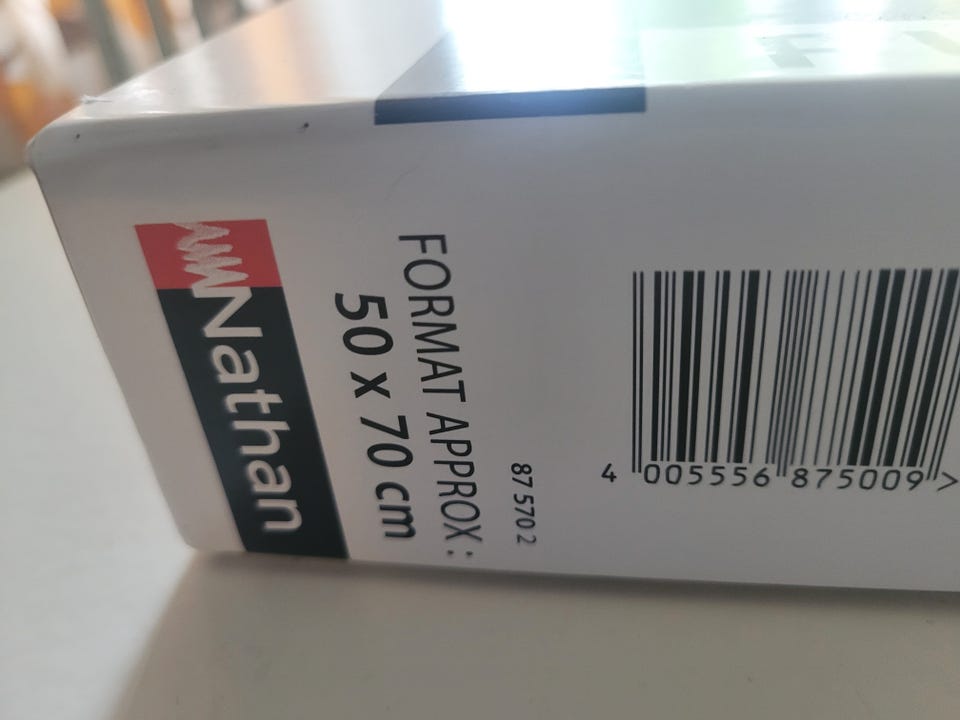 Nathan
FORMAT APPROX :
50 x 70 cm
87 570 2
4 005556 875009 >